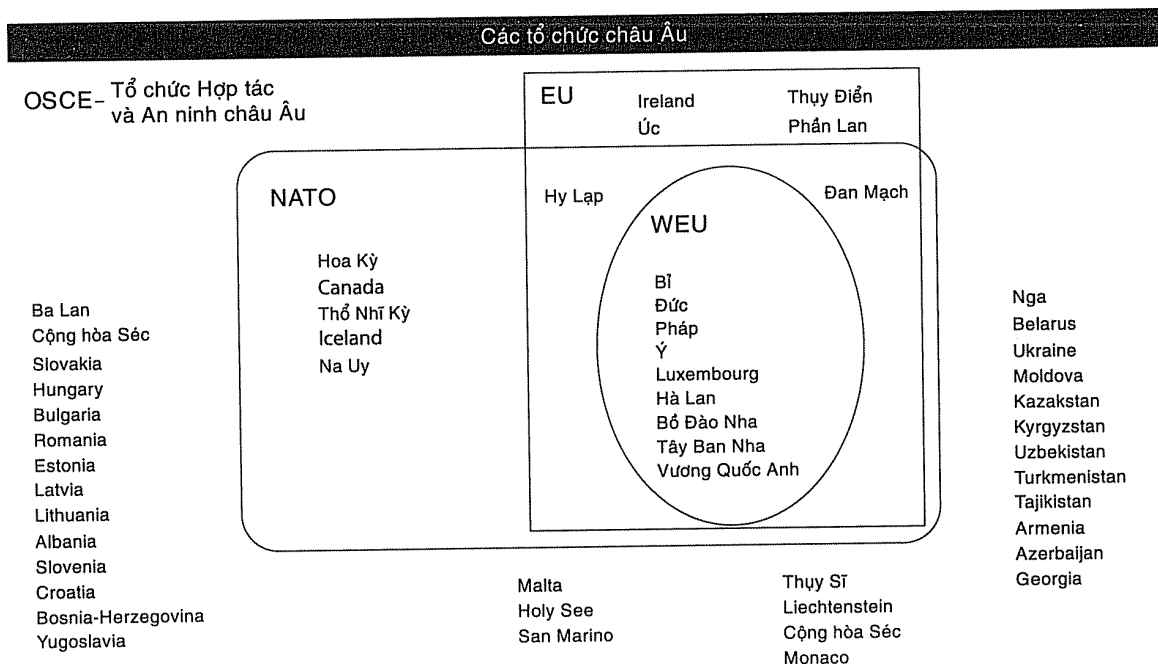 Các tổ chức châu Âu
OSCE– Tổ chức Hợp tác
và An ninh châu Âu
EU
Ireland
Úc
Thụy Điển
Phần Lan
NATO
Hoa Kỳ
Canada
Thổ Nhĩ Kỳ
Iceland
Na Uy
Hy Lạp
Đan Mạch
WEU
Bỉ
Đức
Pháp
Ý
Luxembourg
Hà Lan
Bồ Đào Nha
Tây Ban Nha
Vương Quốc Anh
Ba Lan
Cộng hòa Séc
Slovakia
Hungary
Bulgaria
Romania
Estonia
Latvia
Lithuania
Albania
Slovenia
Croatia
Bosnia-Herzegovina
Yugoslavia
Malta
Holy See
San Marino
Thụy Sĩ
Liechtenstein
Cộng hòa Séc
Monaco
Nga
Belarus
Ukraine
Moldova
Kazakstan
Kyrgyzstan
Uzbekistan
Turkmenistan
Tajikistan
Armenia
Azerbaijan
Georgia